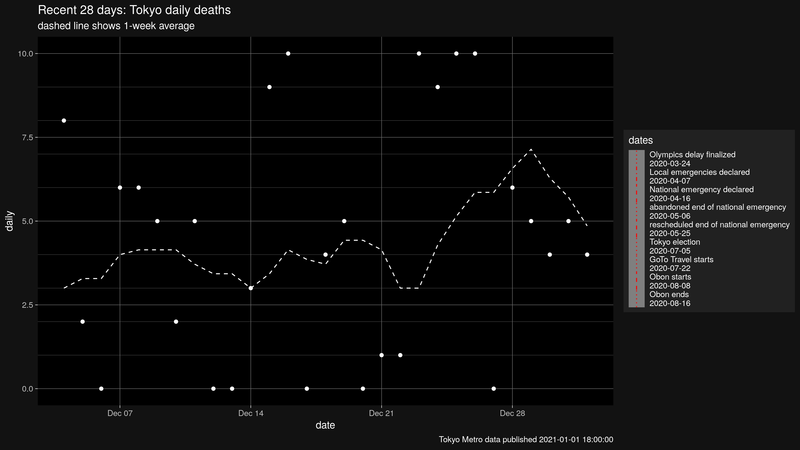 Recent 28 days: Tokyo daily deaths
dashed line shows 1-week average
10.0
7.5
5.0
2.5
0.0
daily
Dec 07
Dec 14
Dec 21
Dec 28
date
Tokyo Metro data published 2021-01-01 18:00:00
dates
Olympics delay finalized
2020-03-24
Local emergencies declared
2020-04-07
National emergency declared
2020-04-16
abandoned end of national emergency
2020-05-06
rescheduled end of national emergency
2020-05-25
Tokyo election
2020-07-05
GoTo Travel starts
2020-07-22
Obon starts
2020-08-08
Obon ends
2020-08-16